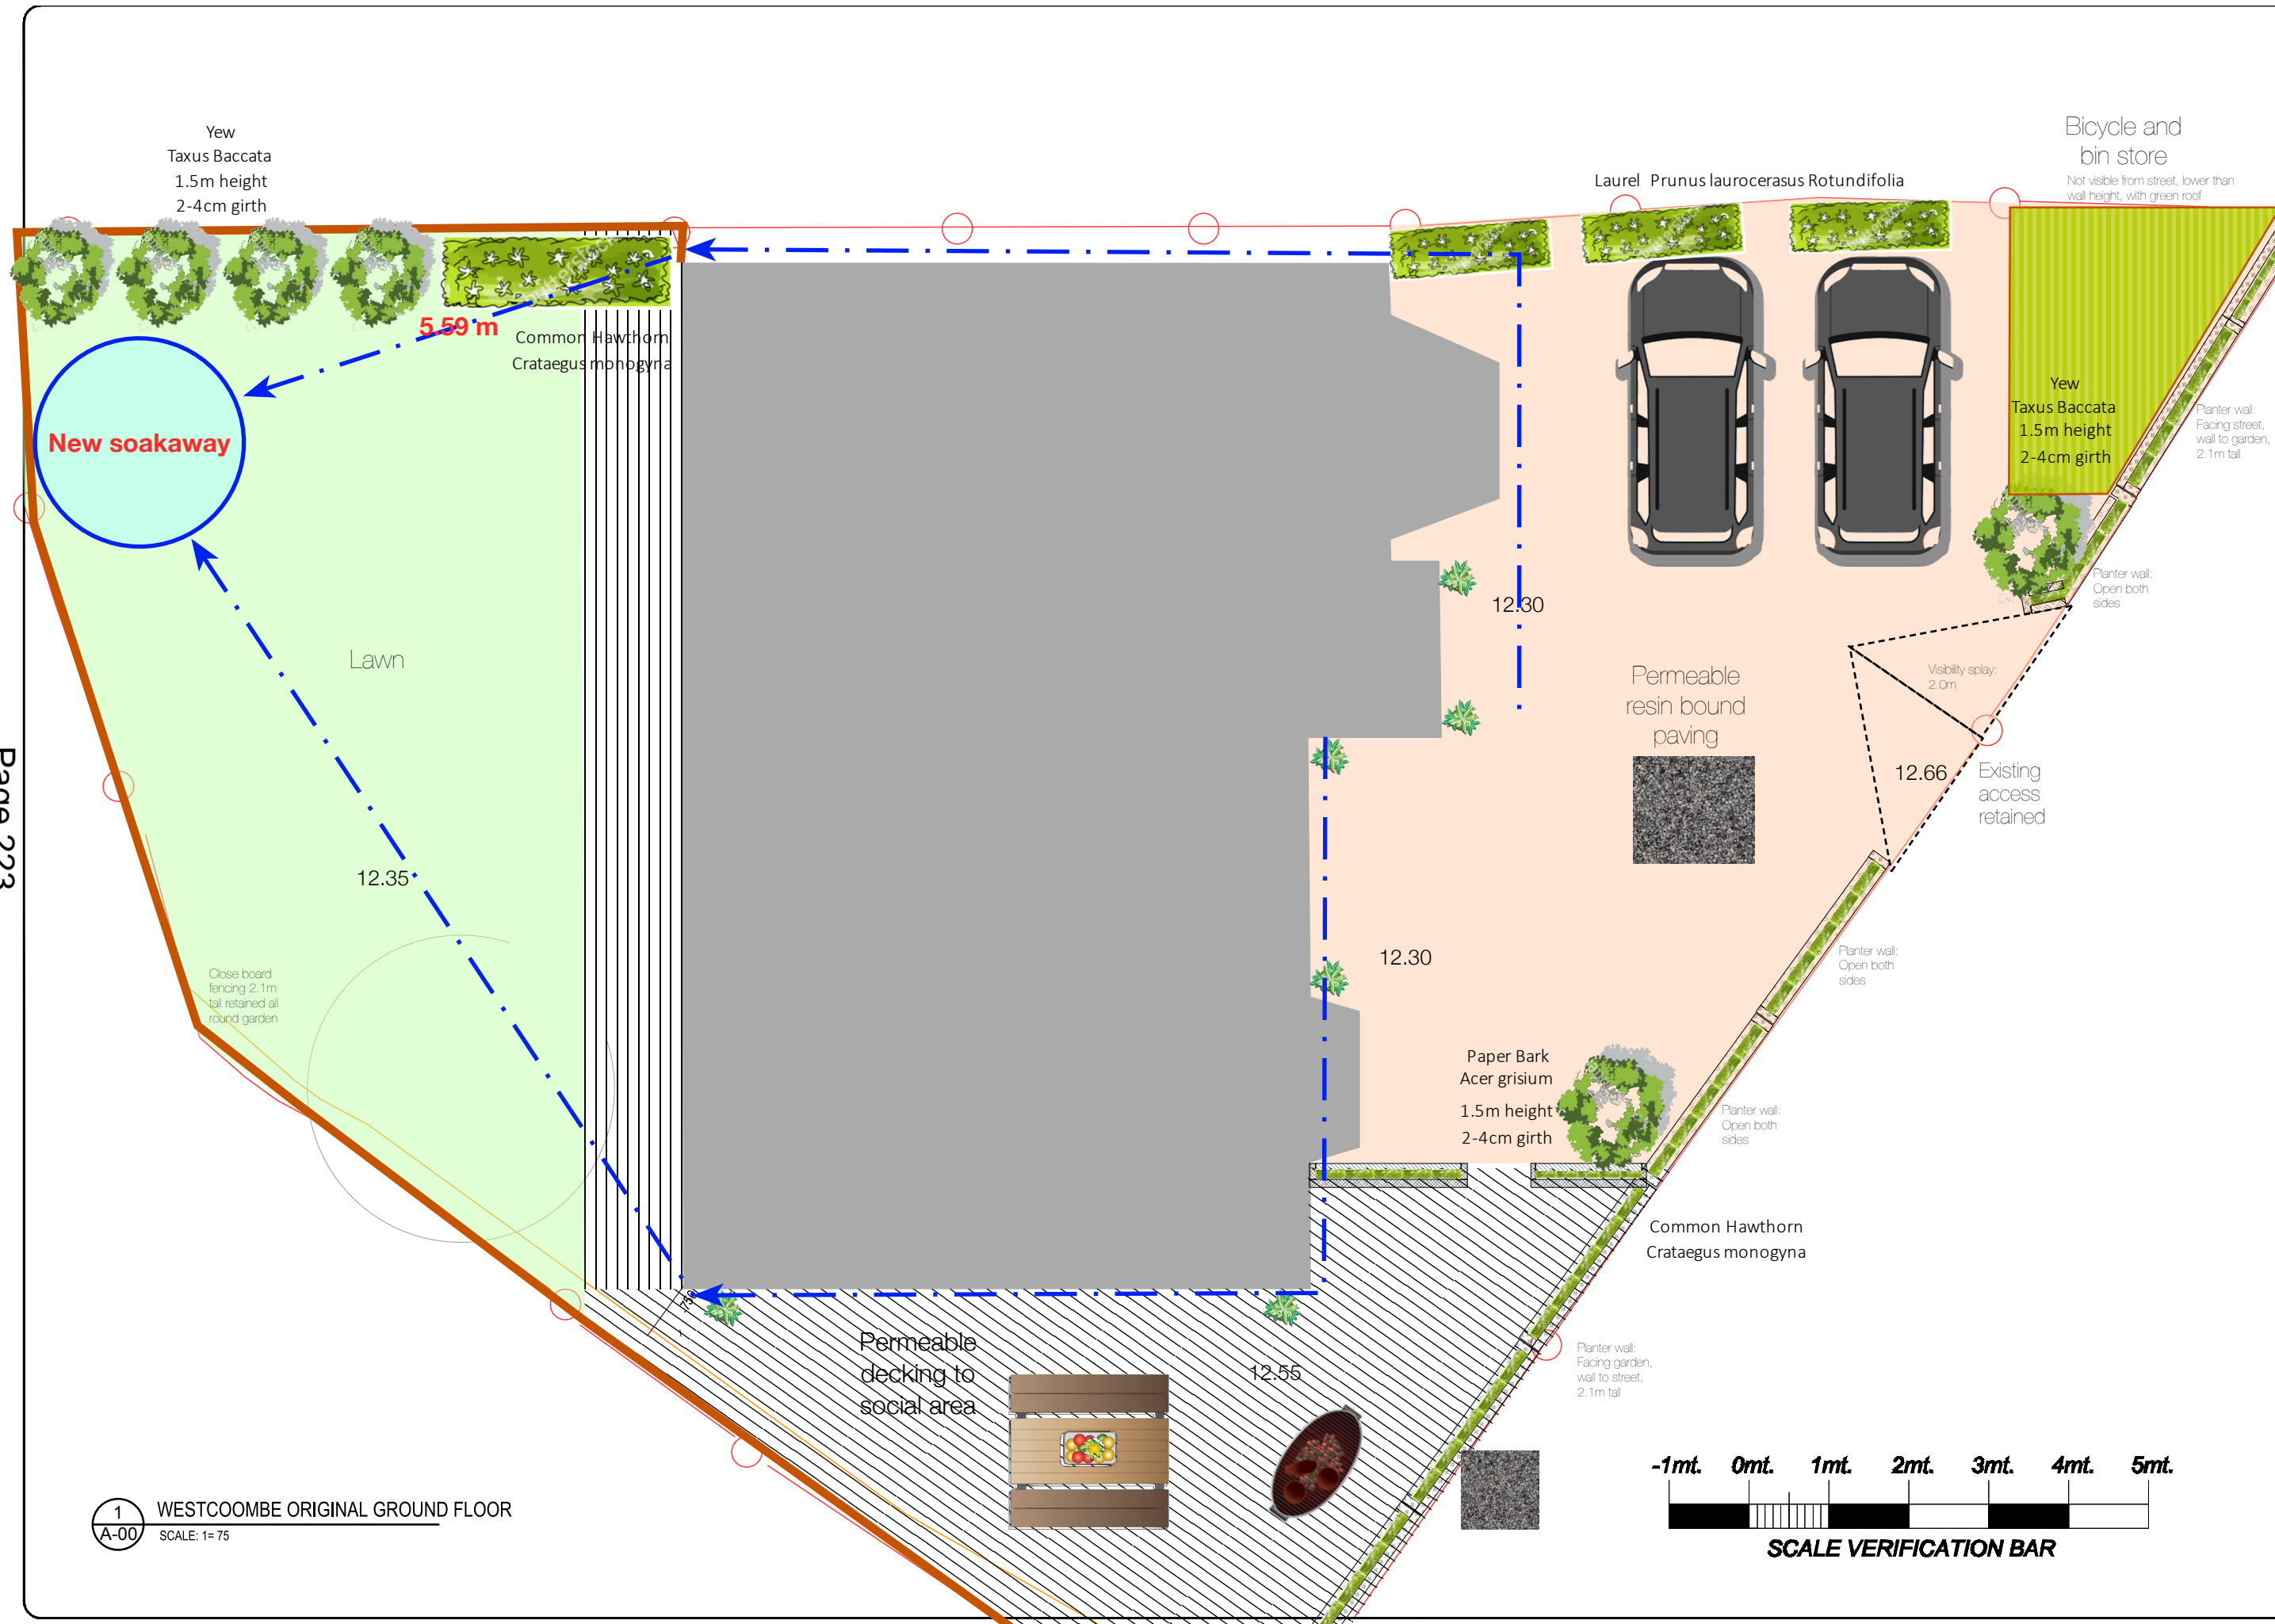 Yew
Taxus Baccata
1.5m height
2-4cm girth
Laurel Prunus laurocerasus Rotundifolia
Bicycle and
bin store
Not visible from street, lower than
wall height, with green roof
5.59 m
Common Hawthorn
Crataegus monogyna
New soakaway
Yew
Taxus Baccata
1.5m height
2-4cm girth
Planter wall:
Facing street,
wall to garden,
2.1m tall
Planter wall:
Open both
sides
12.30
Lawn
Permeable
resin bound
paving
Visibility splay:
2.0m
12.66
Existing
access
retained
Page 223
12.35
12.30
Close board
fencing 2.1m
tall retained all
round garden
Planter wall:
Open both
sides
Paper Bark
Acer grisium
1.5m height
2-4cm girth
Planter wall:
Open both
sides
Common Hawthorn
Crataegus monogyna
Permeable
decking to
social area
12.55
Planter wall:
Facing garden,
wall to street,
2.1m tall
1
A-00
WESTCOOMBE ORIGINAL GROUND FLOOR
SCALE: 1= 75
-1mt. 0mt. 1mt. 2mt. 3mt. 4mt. 5mt.
SCALE VERIFICATION BAR